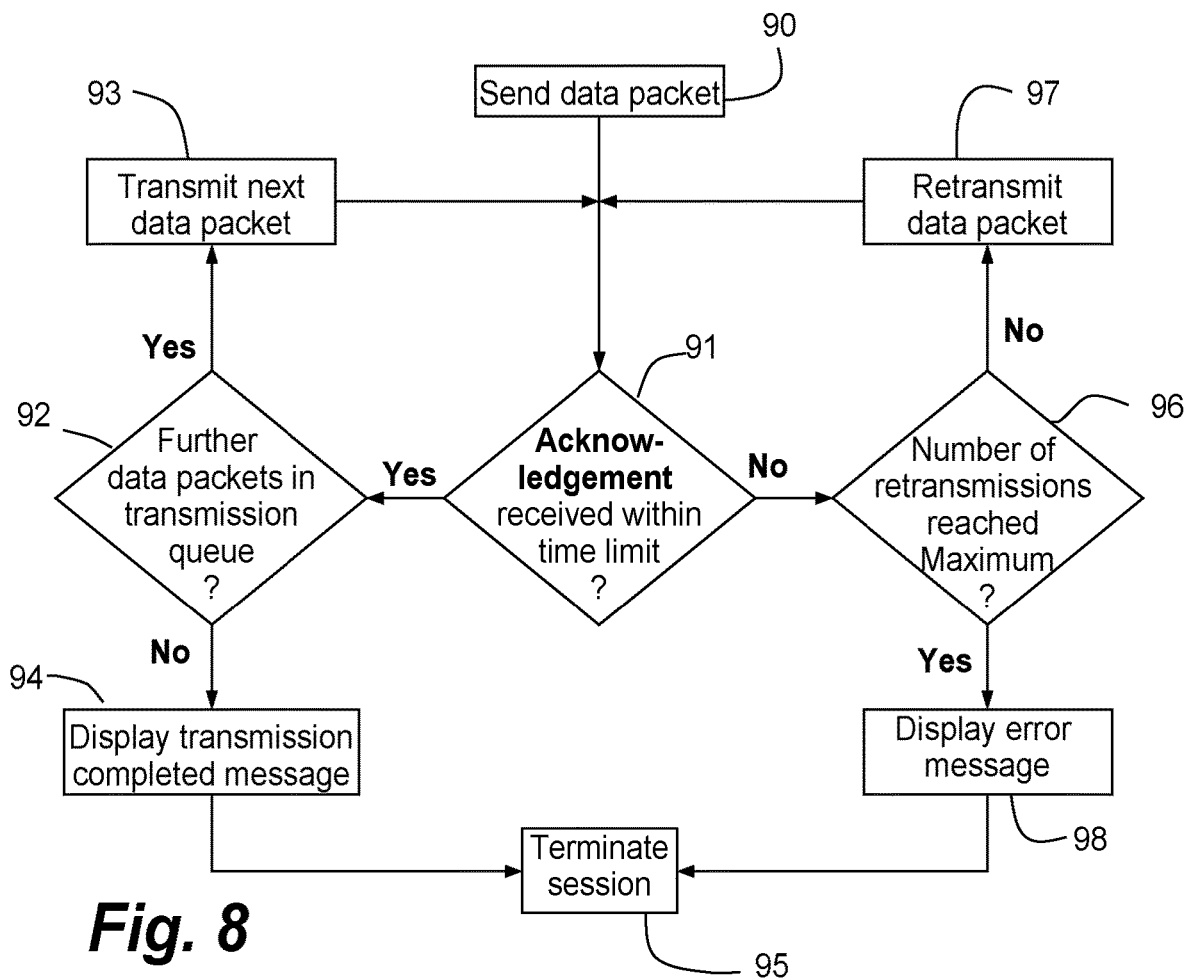 90
Send data packet
93
97
Transmit next
data packet
Retransmit
data packet
Yes
No
91
92
96
Further
data packets in
transmission
queue
?
Yes
Acknow-
ledgement
received within
time limit
?
No
Number of
retransmissions
reached
Maximum
?
No
Yes
94
Display transmission
completed message
Display error
message
98
Terminate
session
95
Fig. 8